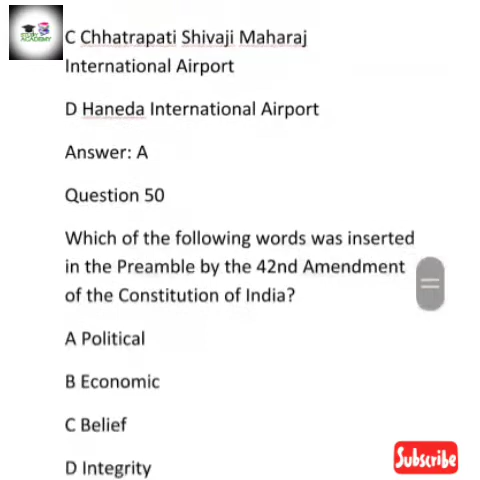 C Chhatrapati Shivaji Maharaj
International Airport
D Haneda International Airport
Answer: A
Question 50
Which of the following words was inserted
in the Preamble by the 42nd Amendment
of the Constitution of India?
A Political
B Economic
C Belief
D Integrity
Subscribe